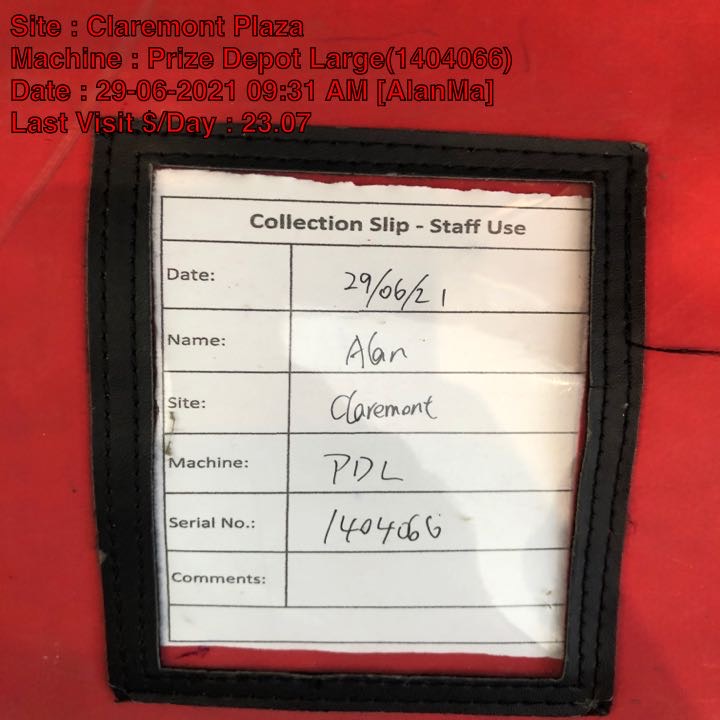 Site : Claremont Plaza
Machine : Prize Depot Large(1404066)
Date : 29-06-2021 09:31 AM [AlanMa]
Last Visit $/Day : 23.07
Collection Slip - Staff Use
Date: 29/06/21
Name: Alan
Site: Claremont
Machine: PDL
Serial No.: 1404066
Comments: